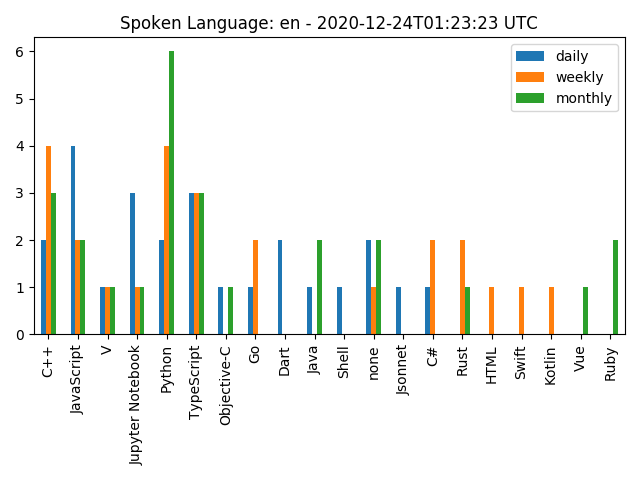 Spoken Language: en - 2020-12-24T01:23:23 UTC
daily
weekly
monthly
6
5
4
3
2
1
0
C++
JavaScript
V
Jupyter Notebook
Python
TypeScript
Objective-C
Go
Dart
Java
Shell
none
Jsonnet
C#
Rust
HTML
Swift
Kotlin
Vue
Ruby